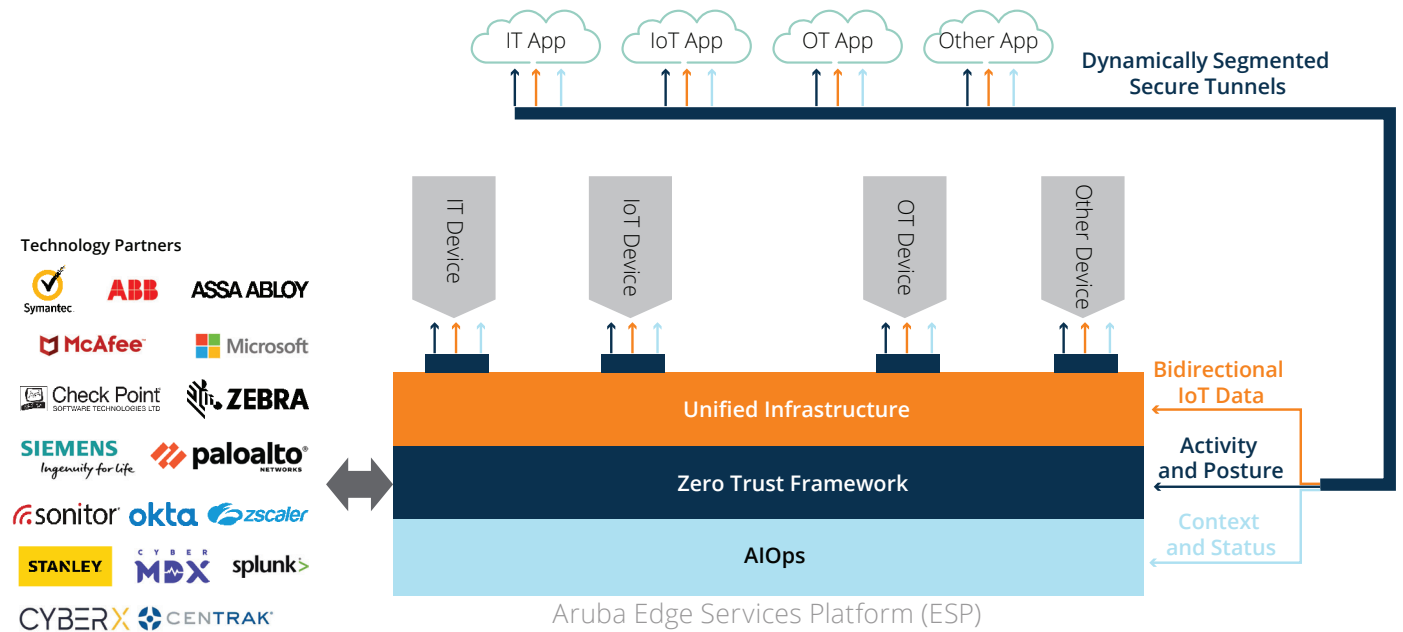 IT App
IoT App
OT App
Other App
Dynamically Segmented
Secure Tunnels
IT Device
IoT Device
OT Device
Other Device
Technology Partners
Symantec.
ABB
ASSA ABLOY
McAfee™
Microsoft
Check Point
SOFTWARE TECHNOLOGIES LTD
ZEBRA
SIEMENS
Ingenuity for life
paloalto®
NETWORKS
sonitor®
okta
zscaler
STANLEY.
CYBER
MDX
splunk>
CYBERX
CENTRAK®
Unified Infrastructure
Zero Trust Framework
AIOps
Bidirectional
IoT Data
Activity
and Posture
Context
and Status
Aruba Edge Services Platform (ESP)